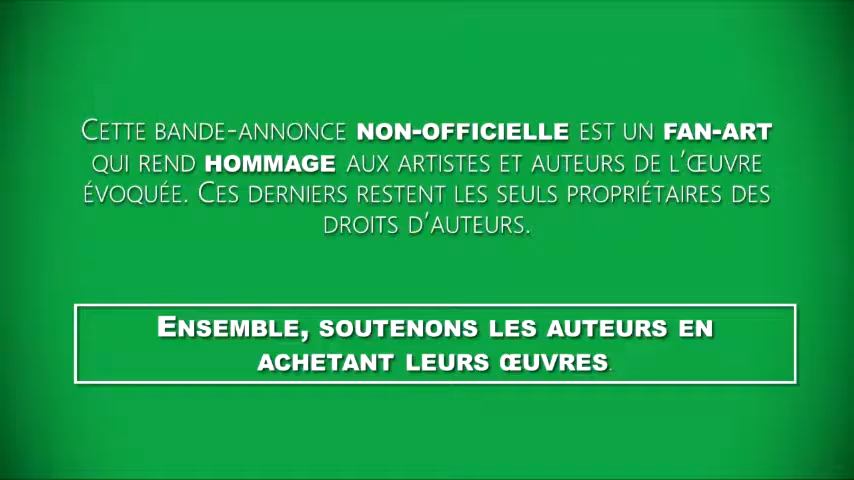 Cette bande-annonce non-officielle est un fan-art
qui rend hommage aux artistes et auteurs de l’œuvre
évoquée. Ces derniers restent les seuls propriétaires des
droits d’auteurs.
Ensemble, soutenons les auteurs en
achetant leurs œuvres.